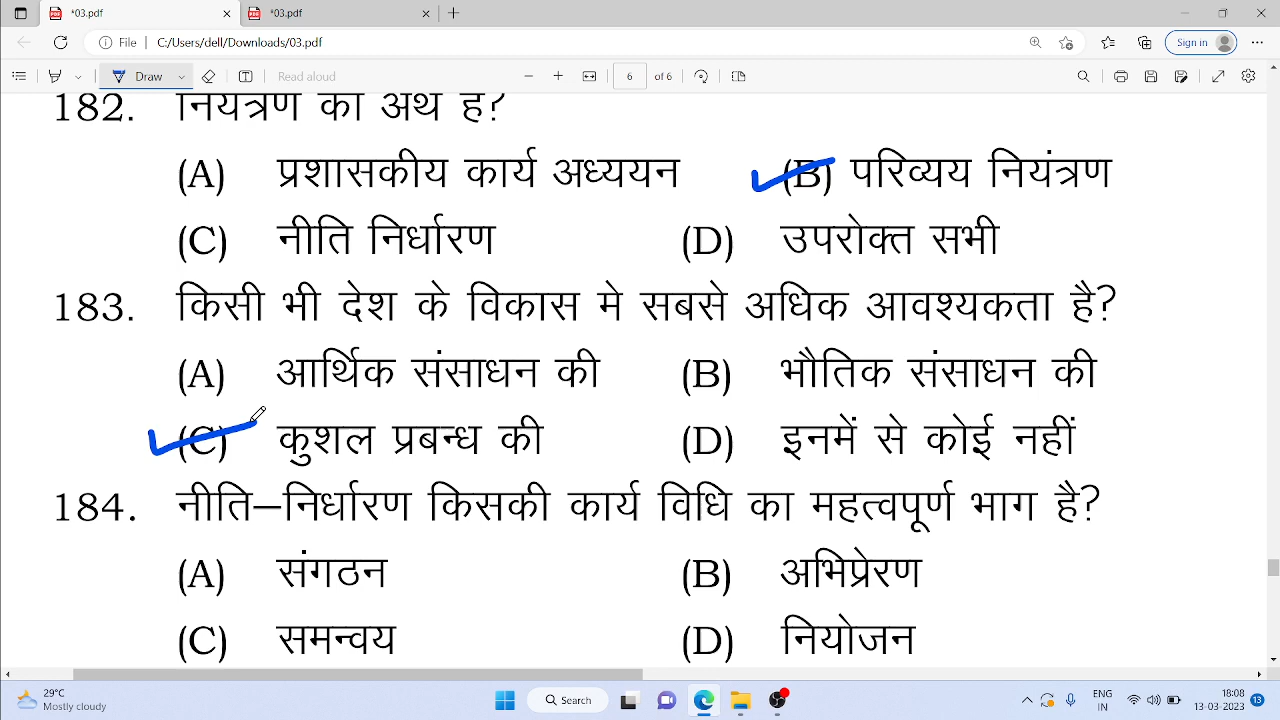 *03.pdf
*03.pdf
File
C:/Users/dell/Downloads/03.pdf
Sign in
Draw
Read aloud
6 of 6
182. नियंत्रण का अर्थ है?
(A) प्रशासकीय कार्य अध्ययन (B) परिव्यय नियंत्रण
(C) नीति निर्धारण (D) उपरोक्त सभी
183. किसी भी देश के विकास मे सबसे अधिक आवश्यकता है?
(A) आर्थिक संसाधन की (B) भौतिक संसाधन की
(C) कुशल प्रबन्ध की (D) इनमें से कोई नहीं
184. नीति–निर्धारण किसकी कार्य विधि का महत्वपूर्ण भाग है?
(A) संगठन (B) अभिप्रेरण
(C) समन्वय (D) नियोजन
29°C
Mostly cloudy
Search
ENG
IN
18:08
13-03-2023
13